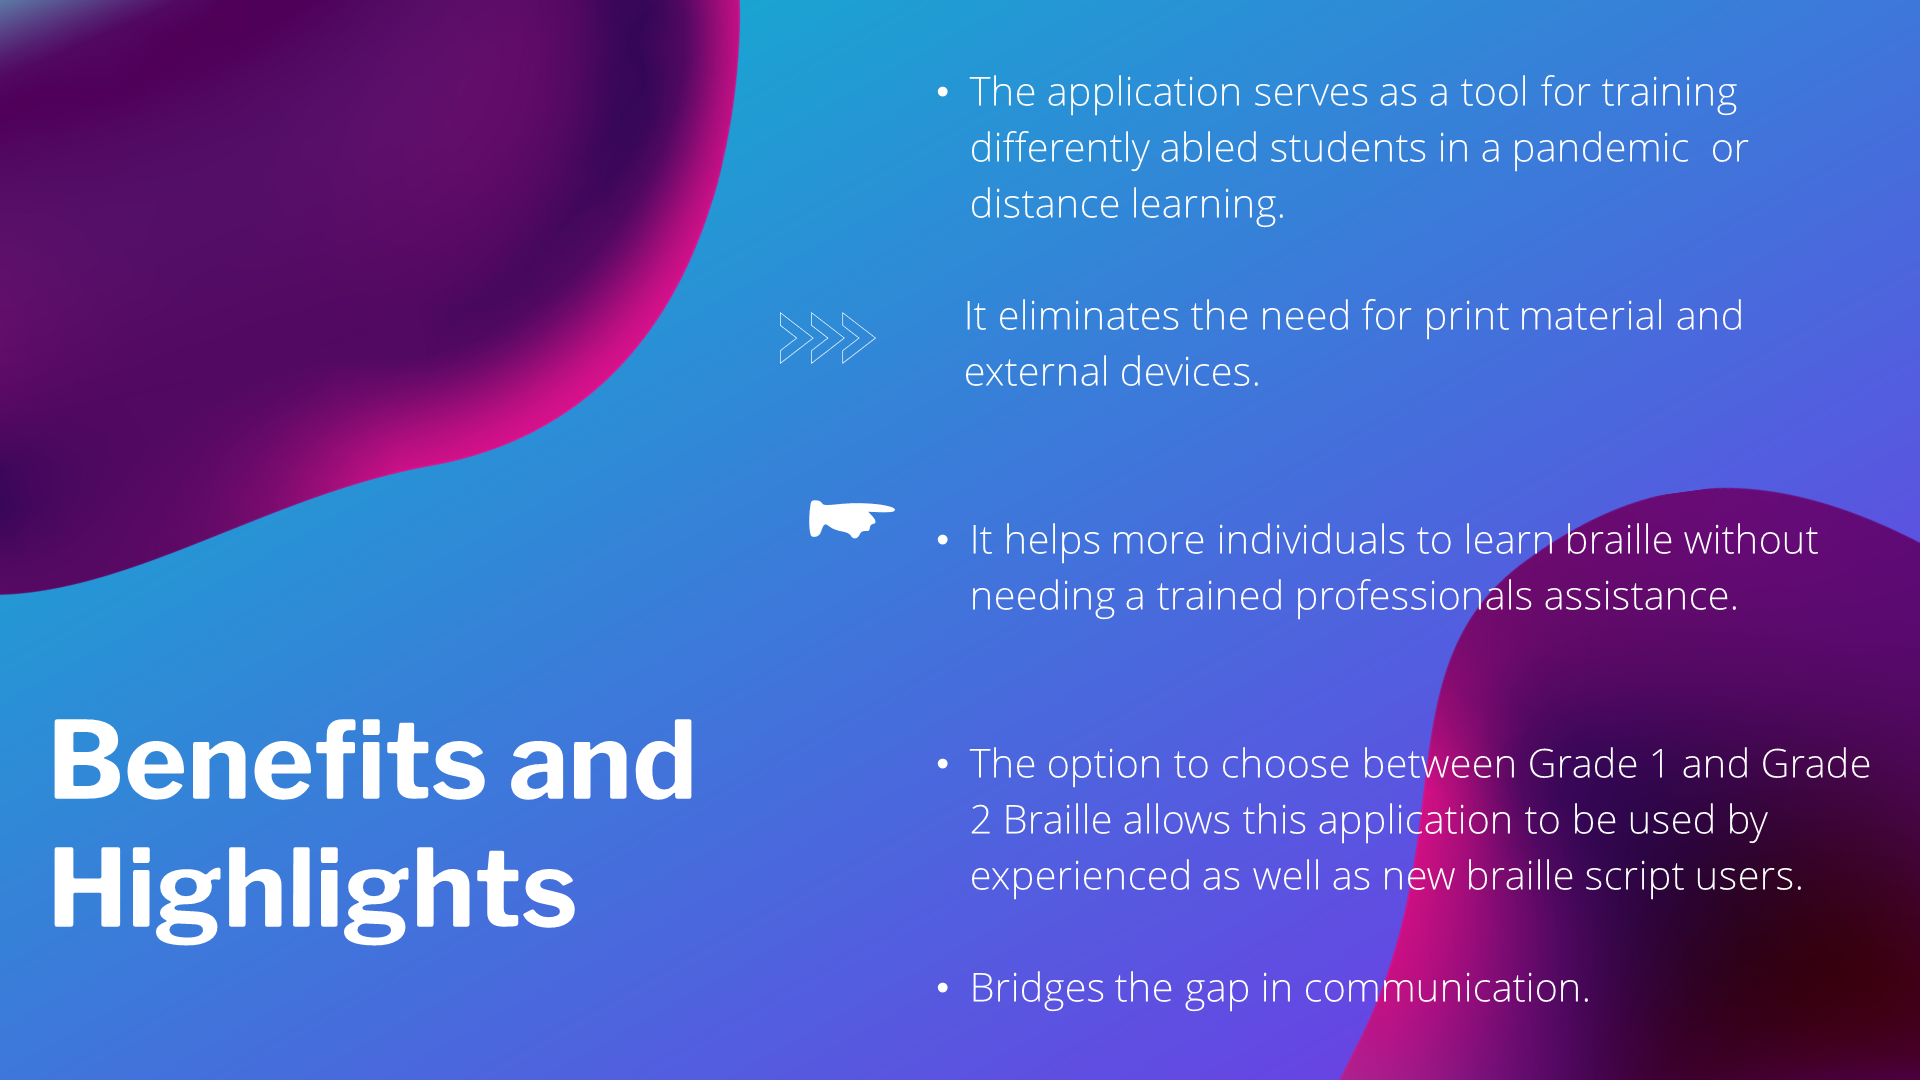 • The application serves as a tool for training
differently abled students in a pandemic  or
distance learning.
It eliminates the need for print material and
external devices.
• It helps more individuals to learn braille without
needing a trained professionals assistance.
Benefits and
Highlights
• The option to choose between Grade 1 and Grade
2 Braille allows this application to be used by
experienced as well as new braille script users.
• Bridges the gap in communication.